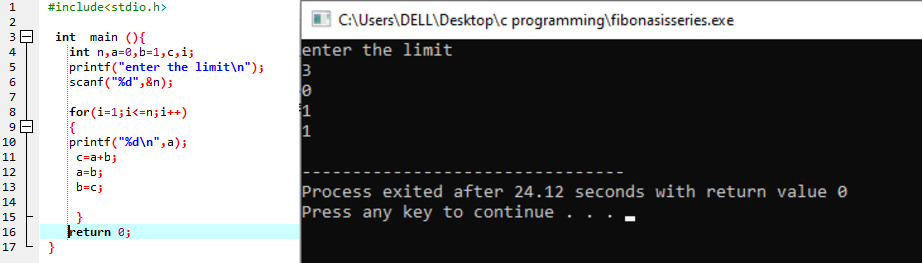 1 #include<stdio.h>
2
3 int main (){
4 int n,a=0,b=1,c,i;
5 printf("enter the limit\n");
6 scanf("%d",&n);
7
8 for(i=1;i<=n;i++)
9 {
10 printf("%d\n",a);
11 c=a+b;
12 a=b;
13 b=c;
14
15 }
16 return 0;
17 }
C:\Users\DELL\Desktop\c programming\fibonasisseries.exe
enter the limit
3
0
1
1
--------------------------------
Process exited after 24.12 seconds with return value 0
Press any key to continue . . .